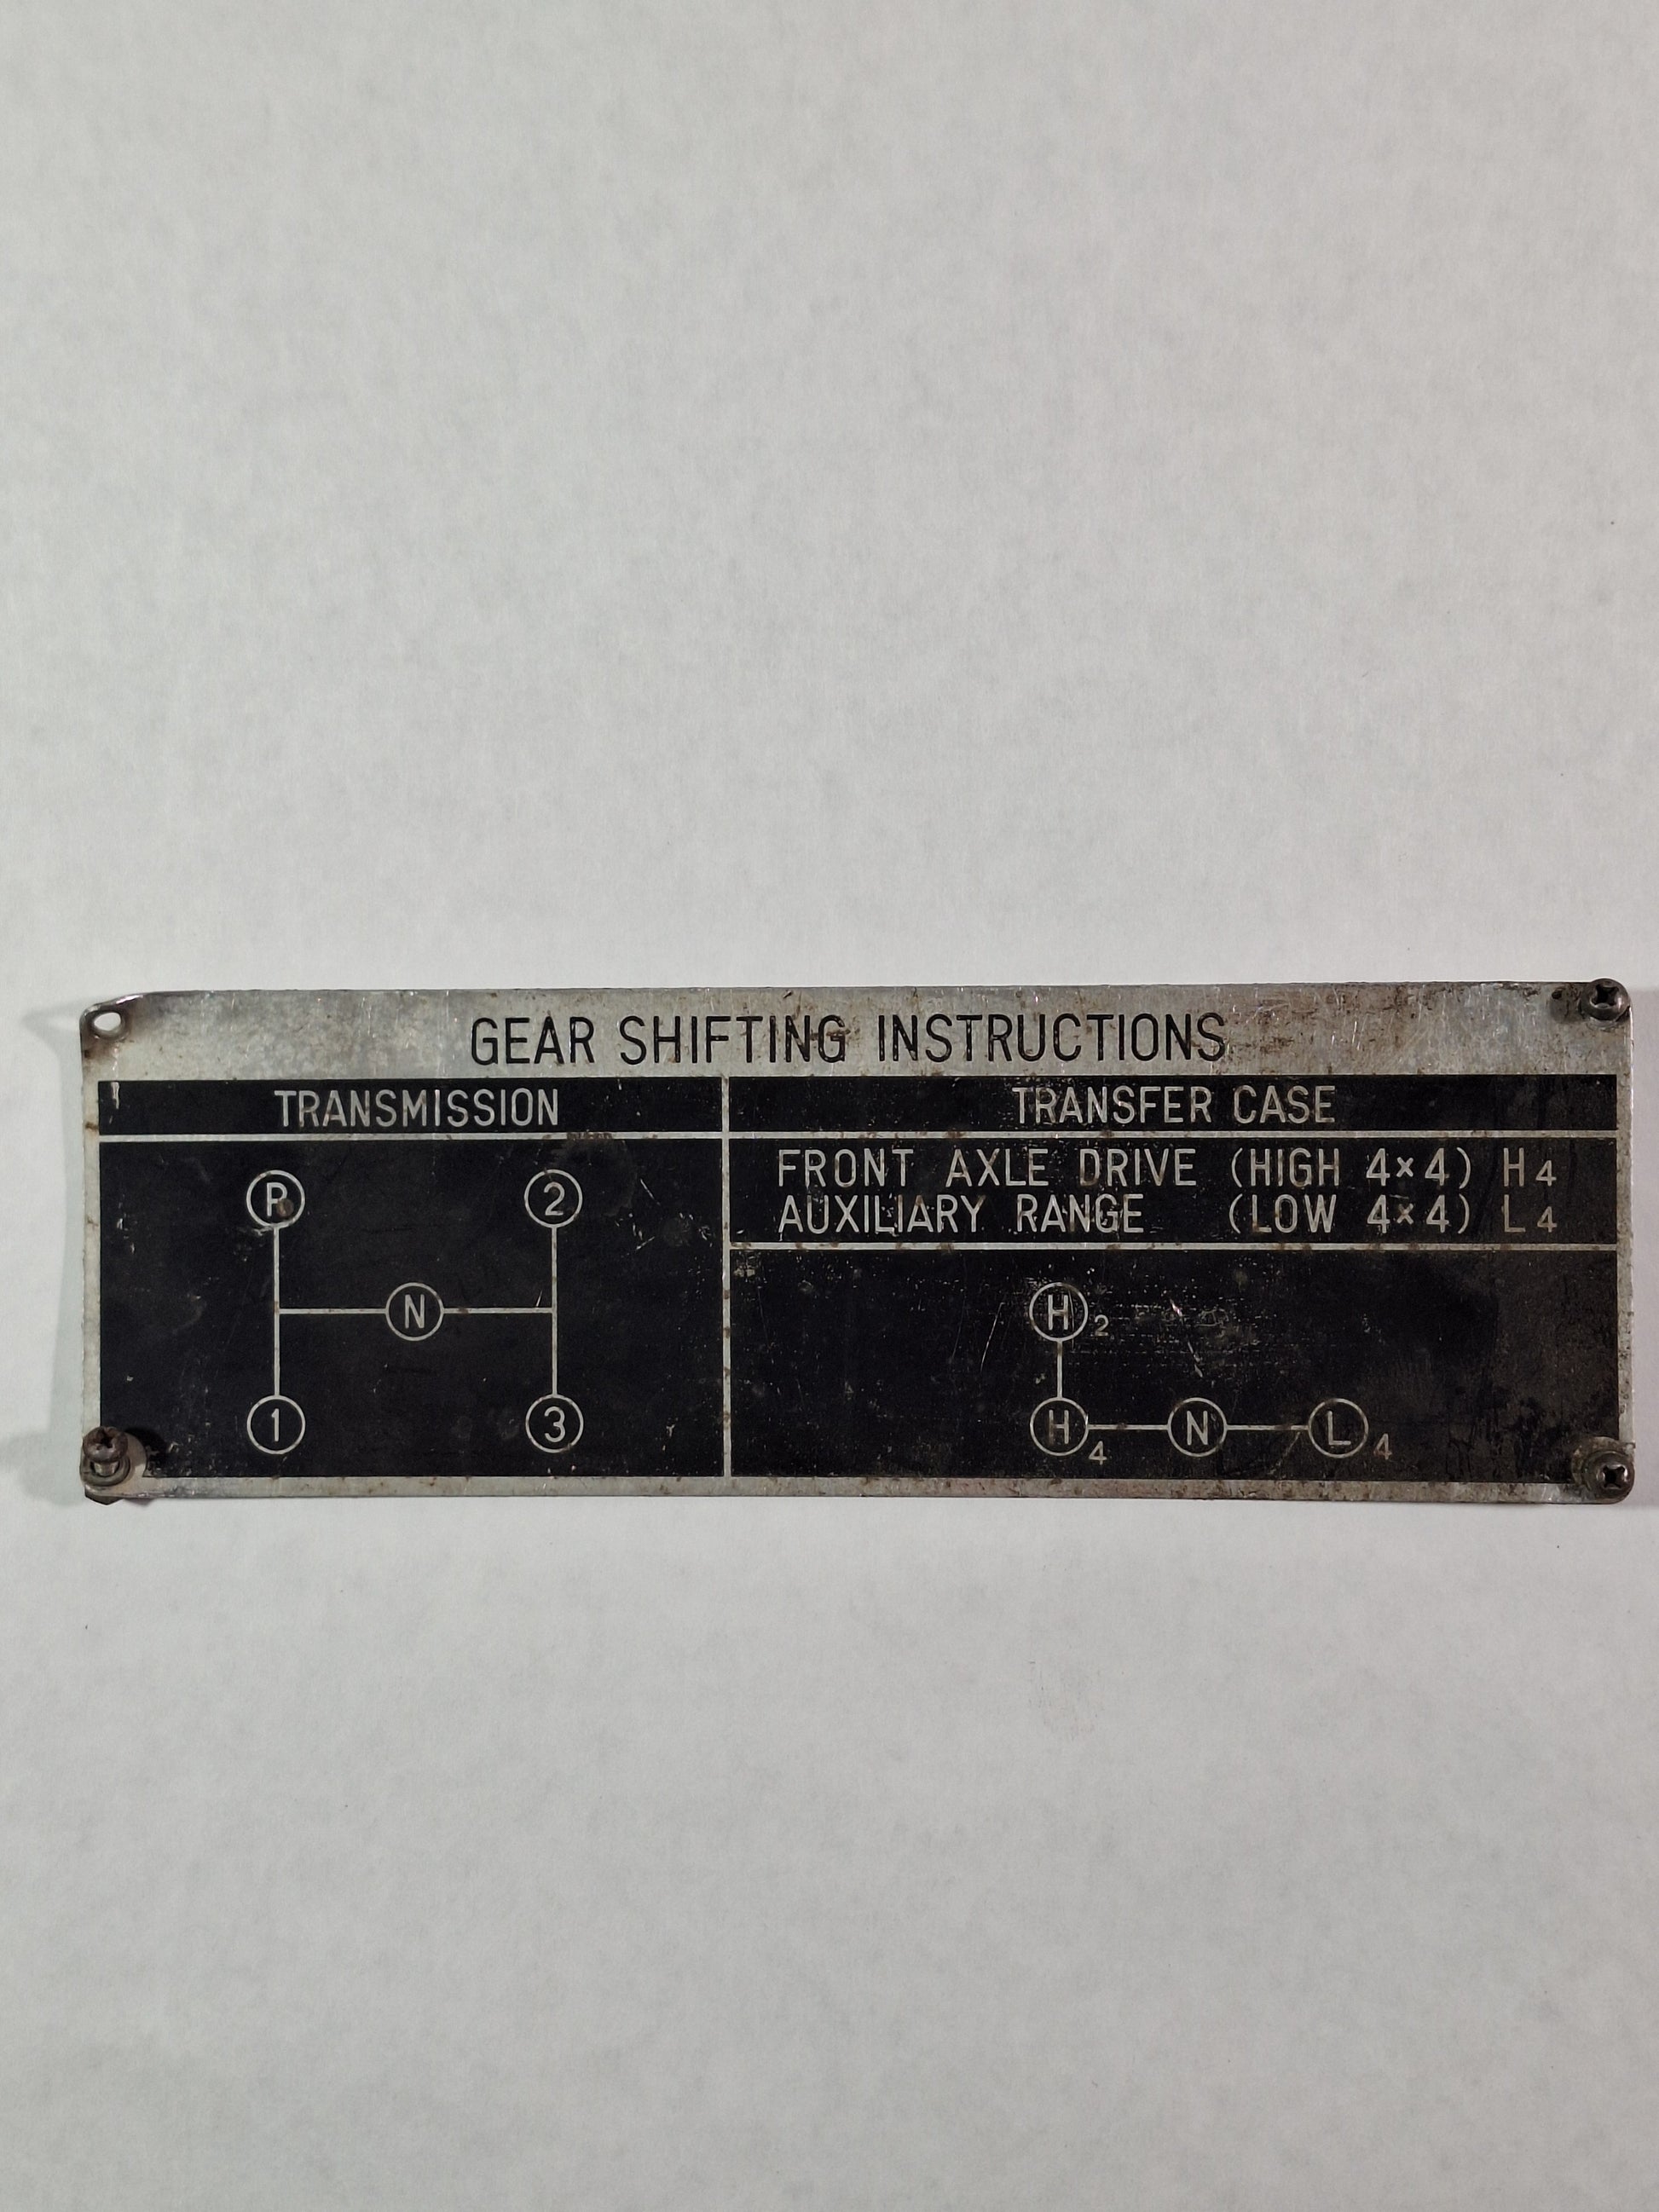 GEAR SHIFTING INSTRUCTIONS
TRANSMISSION
R 2
N
1 3
TRANSFER CASE
FRONT AXLE DRIVE (HIGH 4×4) H4
AUXILIARY RANGE (LOW 4×4) L4
H2
H4 N L4